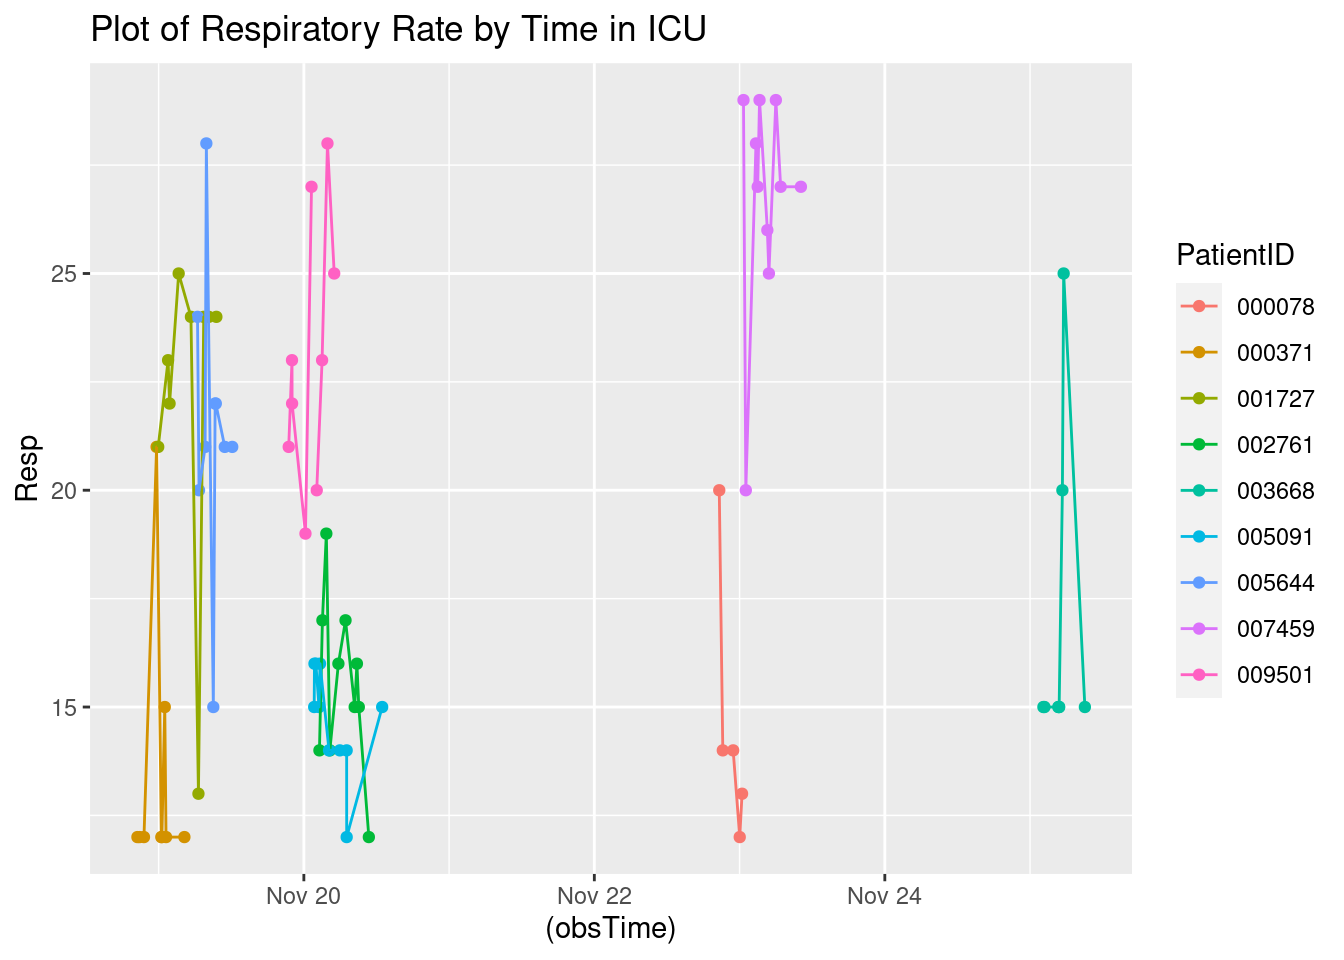 Plot of Respiratory Rate by Time in ICU
Resp
25
20
15
Nov 20
Nov 22
Nov 24
(obsTime)
PatientID
000078
000371
001727
002761
003668
005091
005644
007459
009501